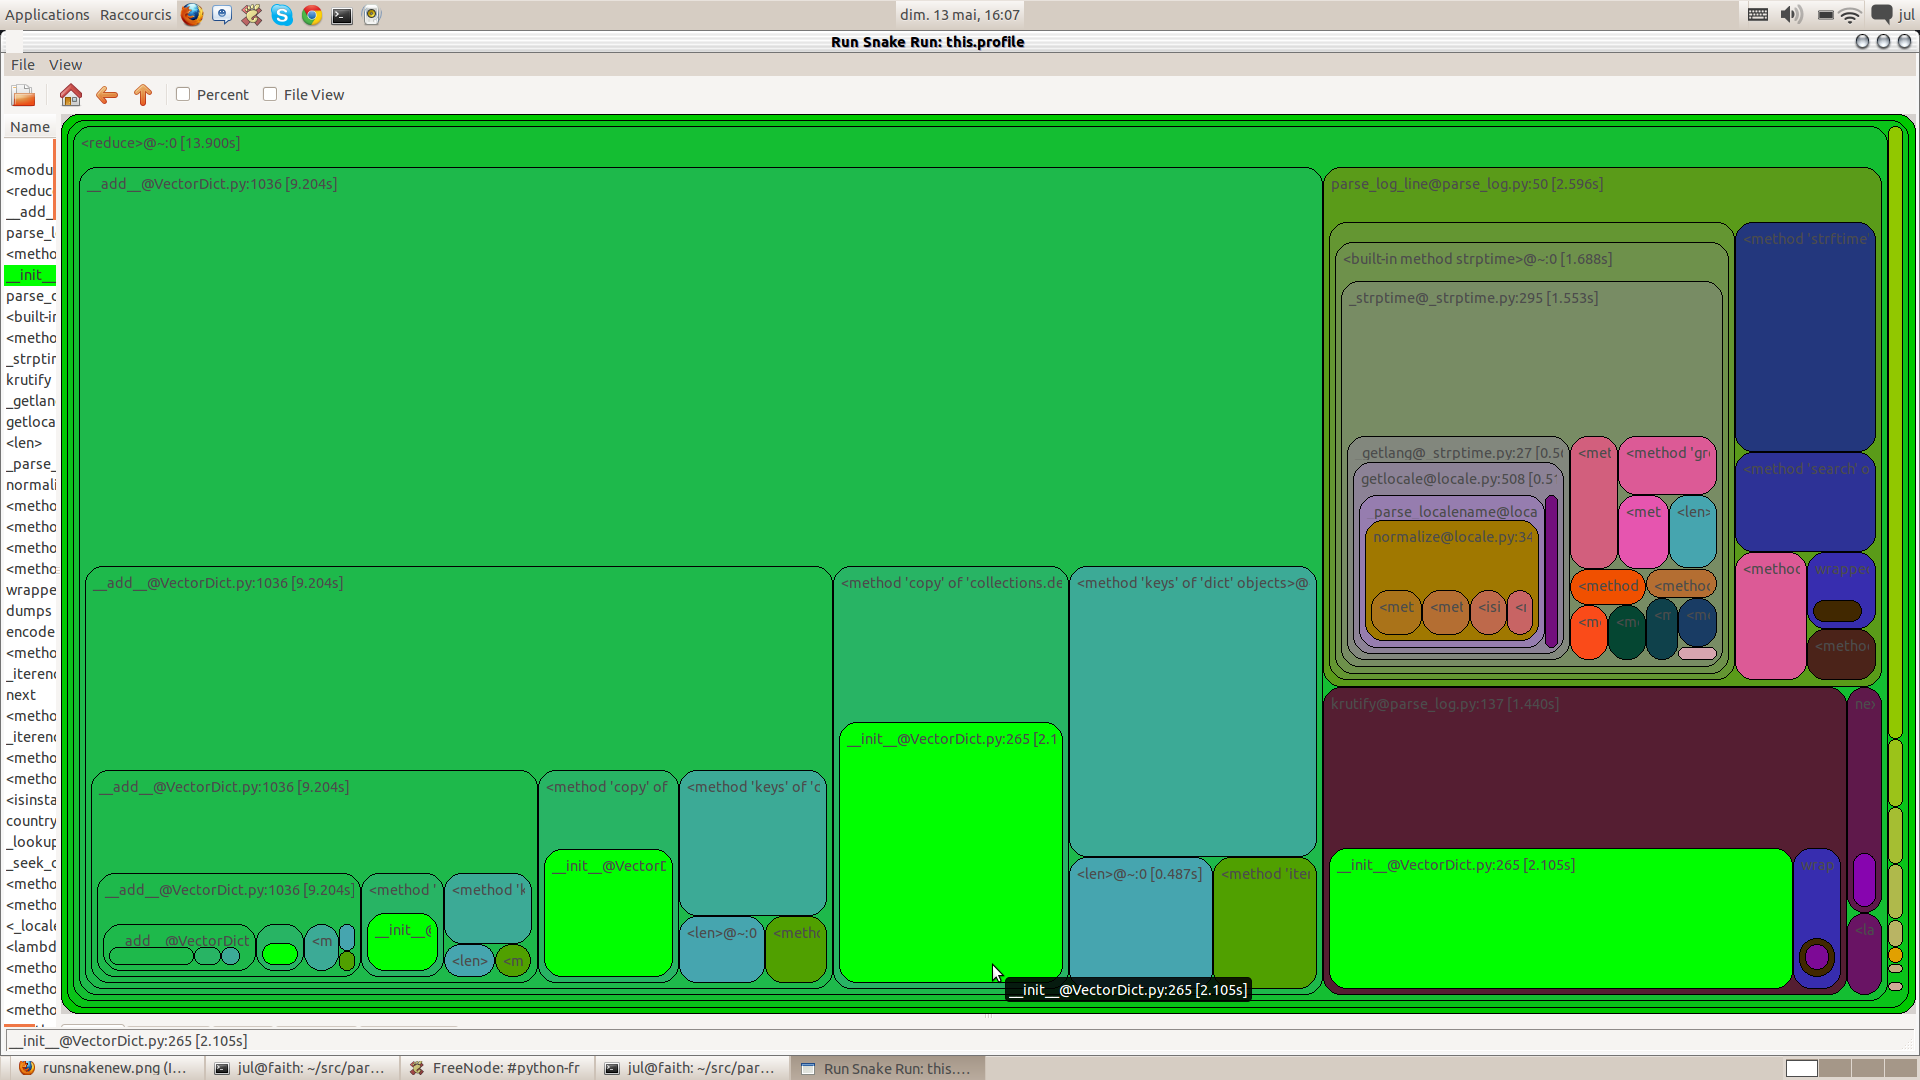 Applications Raccourcis
dim. 13 mai, 16:07
jul
Run Snake Run: this.profile
File View
Percent File View
Name
<modu
<reduc
__add_
parse_l
<metho
__init__
parse_c
<built-in
<metho
_strptim
krutify
_getlan
getloca
<len>
_parse_
normali
<metho
<metho
<metho
<metho
wrappe
dumps
encode
<metho
_iterenc
next
<metho
_iterenc
<metho
<metho
<isinsta
country
_lookup
_seek_c
<metho
<metho
<_locale
<lambd
<metho
<metho
<metho
<reduce>@~:0 [13.900s]
__add__@VectorDict.py:1036 [9.204s]
parse_log_line@parse_log.py:50 [2.596s]
<method 'strftime'
<built-in method strptime>@~:0 [1.688s]
_strptime@_strptime.py:295 [1.553s]
getlang@_strptime.py:27 [0.5
<met
<method 'gr
<method 'search' o
getlocale@locale.py:508 [0.5
_parse_localename@loca
<met
<len>
normalize@locale.py:34
<method
wrappe
__add__@VectorDict.py:1036 [9.204s]
<method 'copy' of 'collections.de
<method 'keys' of 'dict' objects>@
<method
<method
<met
<met
<isi
<m
<m
<m
<m
<metho
krutify@parse_log.py:137 [1.440s]
nex
__init__@VectorDict.py:265 [2.1
__add__@VectorDict.py:1036 [9.204s]
<method 'copy' of
<method 'keys' of 'c
__init__@VectorD
__init__@VectorDict.py:265 [2.105s]
wrap
__add__@VectorDict.py:1036 [9.204s]
<method '
<method 'k
<len>@~:0 [0.487s]
<method 'iter
__init__@
<len>@~:0
<metho
<la
__add__@VectorDict
<m
<len>
<m
__init__@VectorDict.py:265 [2.105s]
__init__@VectorDict.py:265 [2.105s]
runsnakenew.png (I...
jul@faith: ~/src/par...
FreeNode: #python-fr
jul@faith: ~/src/par...
Run Snake Run: this....